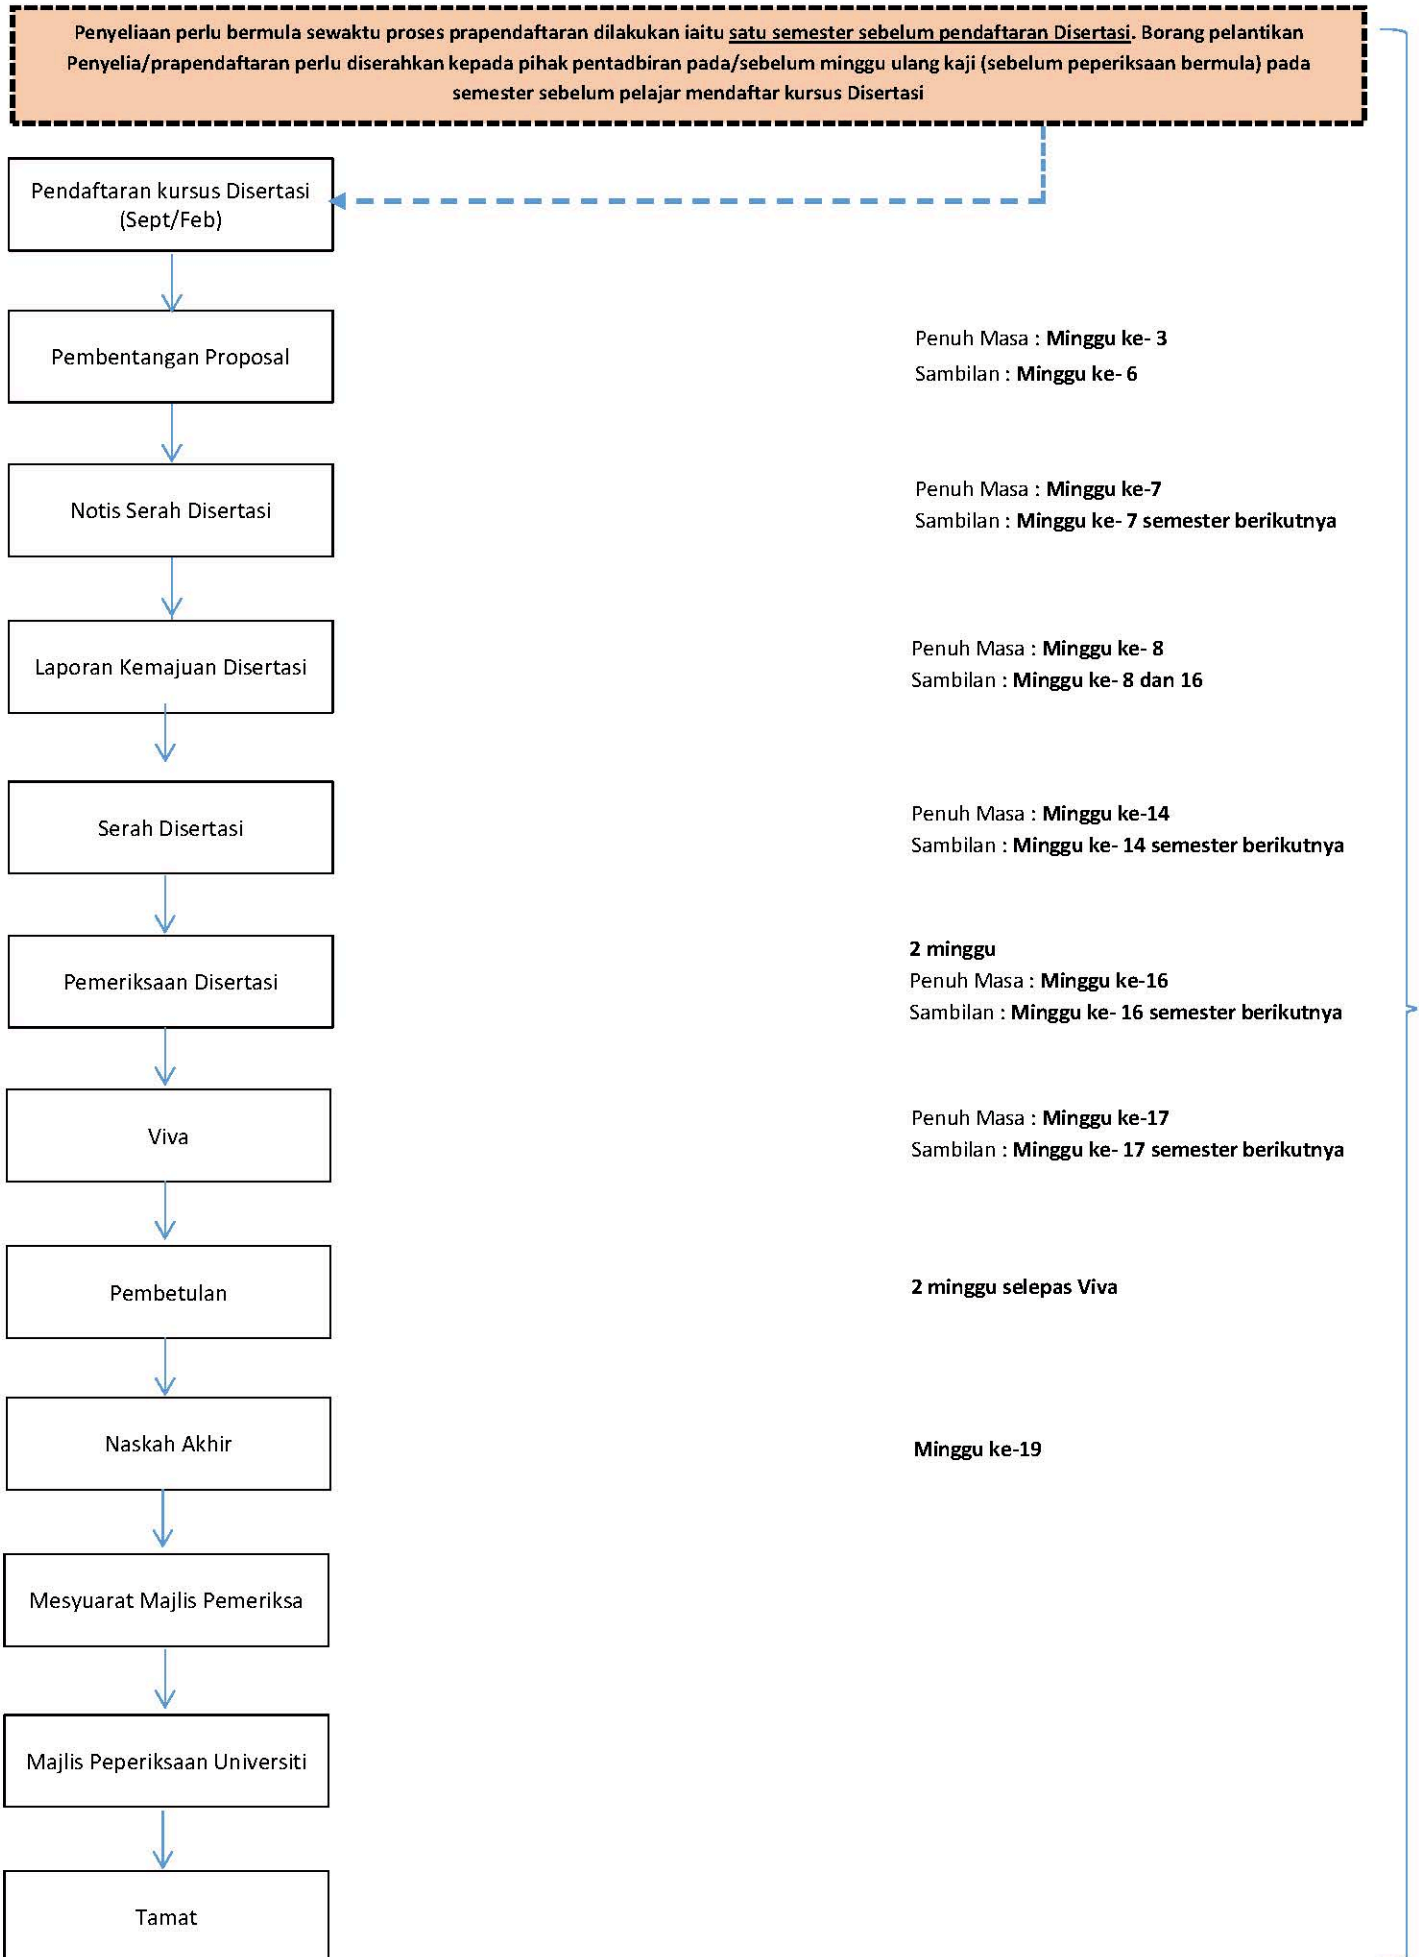 Penyeliaan perlu bermula sewaktu proses prapendaftaran dilakukan iaitu satu semester sebelum pendaftaran Disertasi. Borang pelantikan
Penyelia/prapendaftaran perlu diserahkan kepada pihak pentadbiran pada/sebelum minggu ulang kaji (sebelum peperiksaan bermula) pada
semester sebelum pelajar mendaftar kursus Disertasi
Pendaftaran kursus Disertasi
(Sept/Feb)
Pembentangan Proposal
Penuh Masa : Minggu ke- 3
Sambilan : Minggu ke- 6
Notis Serah Disertasi
Penuh Masa : Minggu ke-7
Sambilan : Minggu ke- 7 semester berikutnya
Laporan Kemajuan Disertasi
Penuh Masa : Minggu ke- 8
Sambilan : Minggu ke- 8 dan 16
Serah Disertasi
Penuh Masa : Minggu ke-14
Sambilan : Minggu ke- 14 semester berikutnya
Pemeriksaan Disertasi
2 minggu
Penuh Masa : Minggu ke-16
Sambilan : Minggu ke- 16 semester berikutnya
Viva
Penuh Masa : Minggu ke-17
Sambilan : Minggu ke- 17 semester berikutnya
Pembetulan
2 minggu selepas Viva
Naskah Akhir
Minggu ke-19
Mesyuarat Majlis Pemeriksa
Majlis Peperiksaan Universiti
Tamat